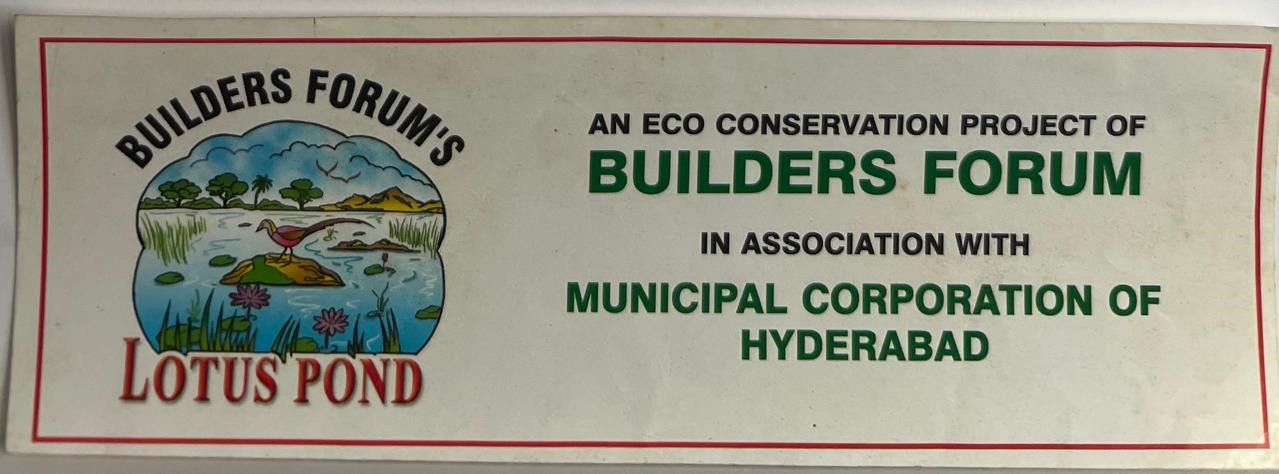 BUILDERS FORUM'S
LOTUS POND
AN ECO CONSERVATION PROJECT OF
BUILDERS FORUM
IN ASSOCIATION WITH
MUNICIPAL CORPORATION OF
HYDERABAD